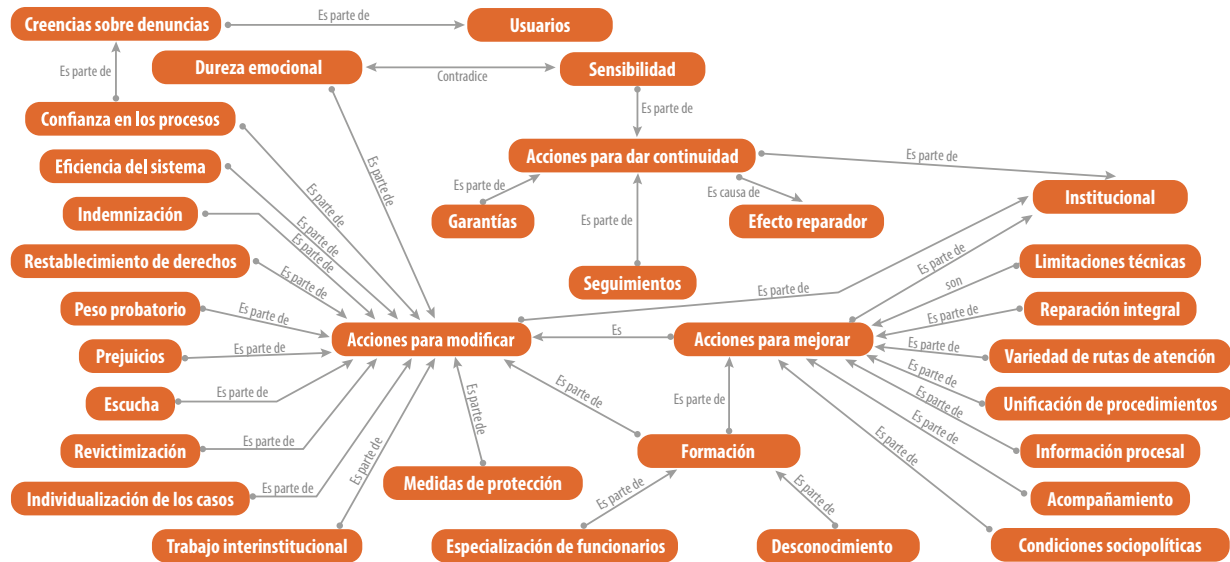 Creencias sobre denuncias
Es parte de
Usuarios
Es parte de
Dureza emocional
Contradice
Sensibilidad
Confianza en los procesos
Es parte de
Es parte de
Acciones para dar continuidad
Es parte de
Eficiencia del sistema
Es parte de
Es parte de
Es parte de
Es causa de
Institucional
Indemnización
Es parte de
Es parte de
Garantías
Es parte de
Efecto reparador
Es parte de
Restablecimiento de derechos
Es parte de
Seguimientos
Es parte de
son
Limitaciones técnicas
Peso probatorio
Es parte de
Es parte de
Reparación integral
Acciones para modificar
Es
Acciones para mejorar
Prejuicios
Es parte de
Es parte de
Variedad de rutas de atención
Escucha
Es parte de
Es parte de
Es parte de
Es parte de
Es parte de
Unificación de procedimientos
Es parte de
Revictimización
Es parte de
Formación
Es parte de
Es parte de
Información procesal
Individualización de los casos
Es parte de
Es parte de
Medidas de protección
Es parte de
Es parte de
Acompañamiento
Trabajo interinstitucional
Especialización de funcionarios
Desconocimiento
Condiciones sociopolíticas